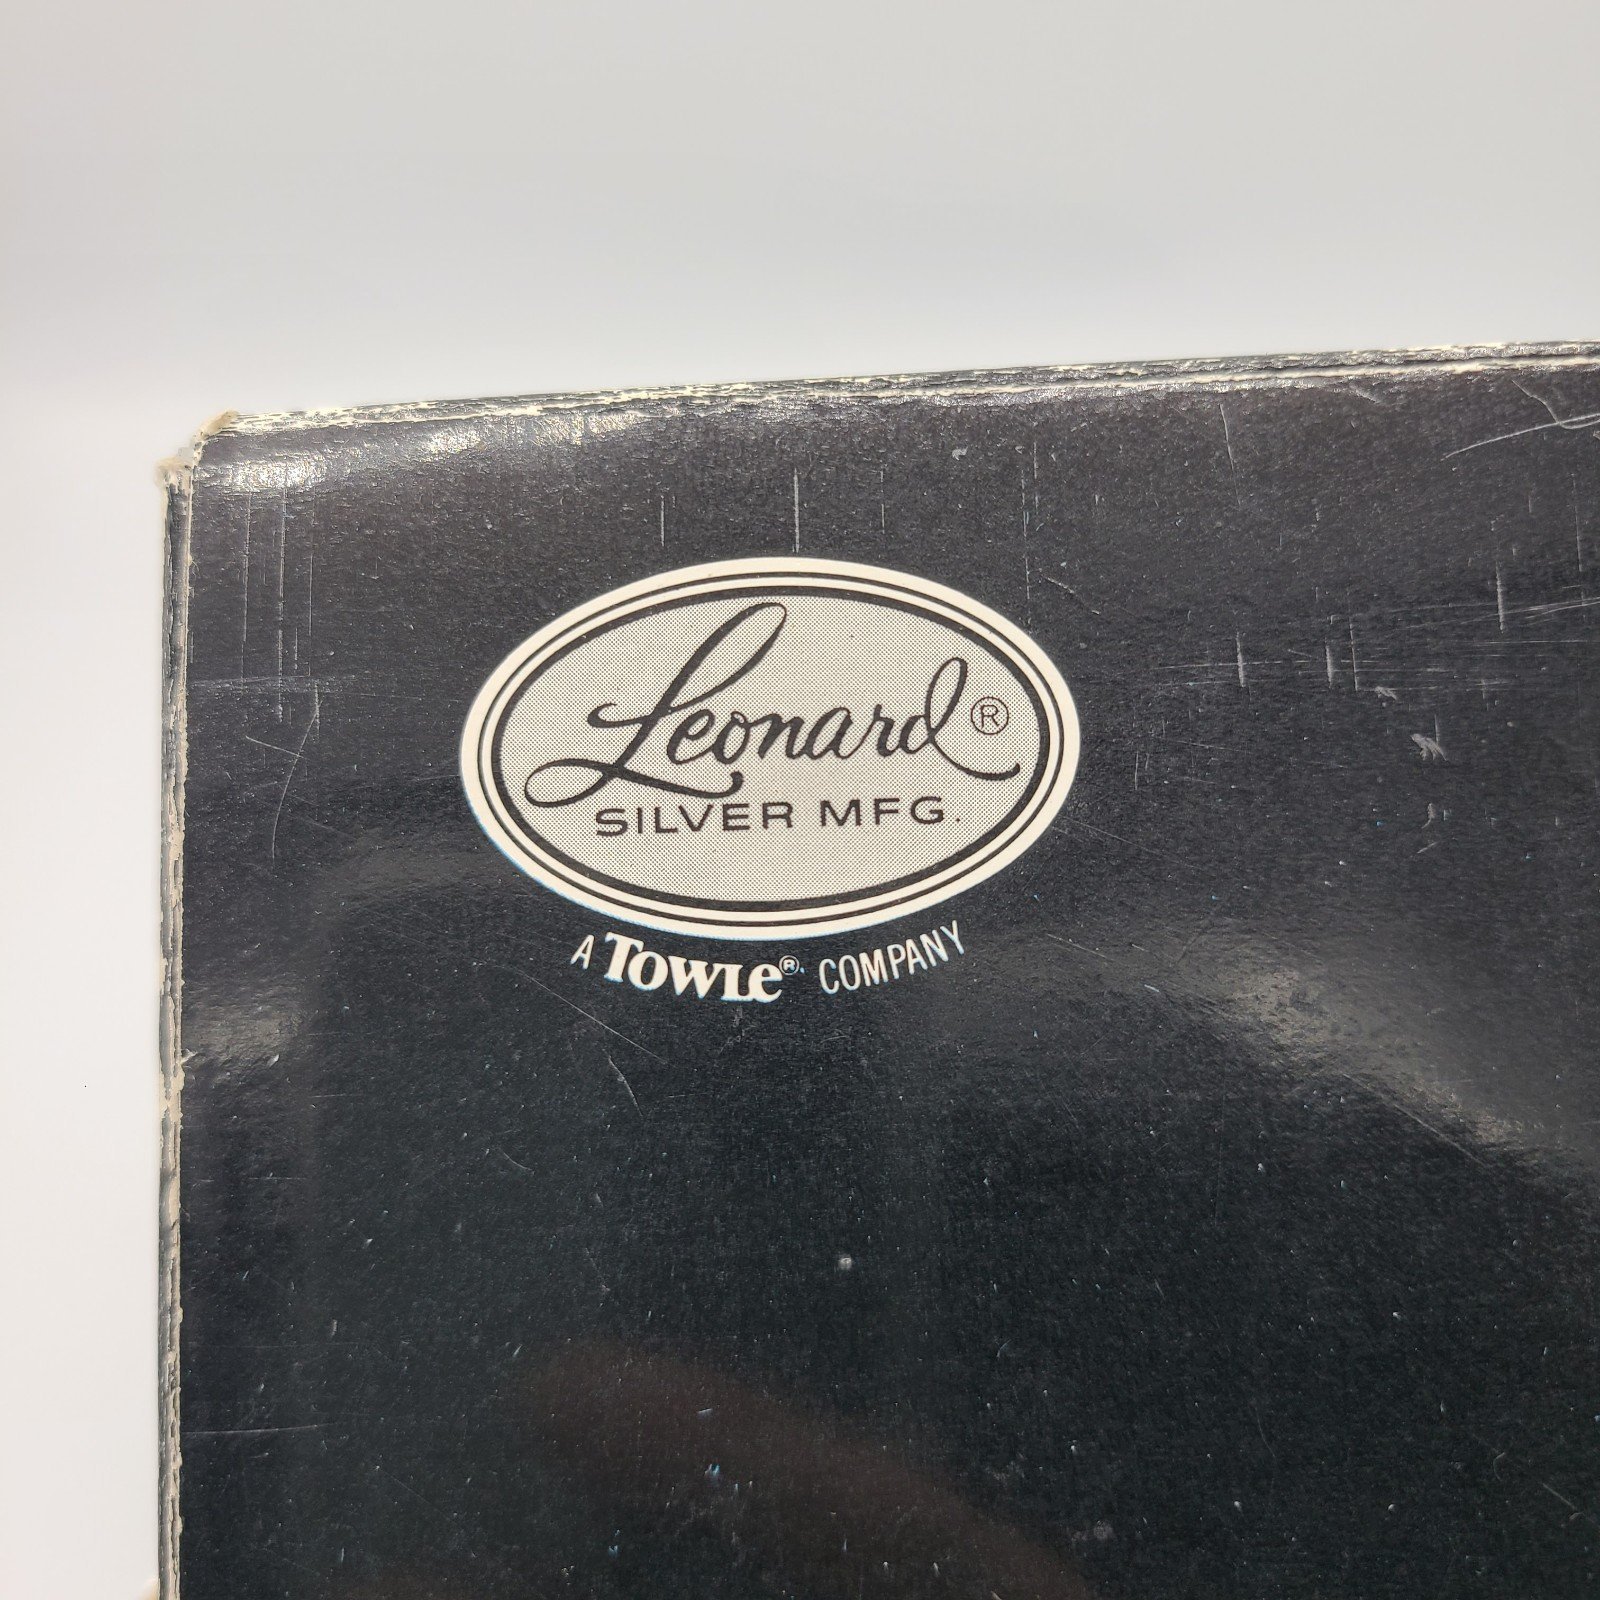 Leonard®
SILVER MFG.
A TOWLE® COMPANY